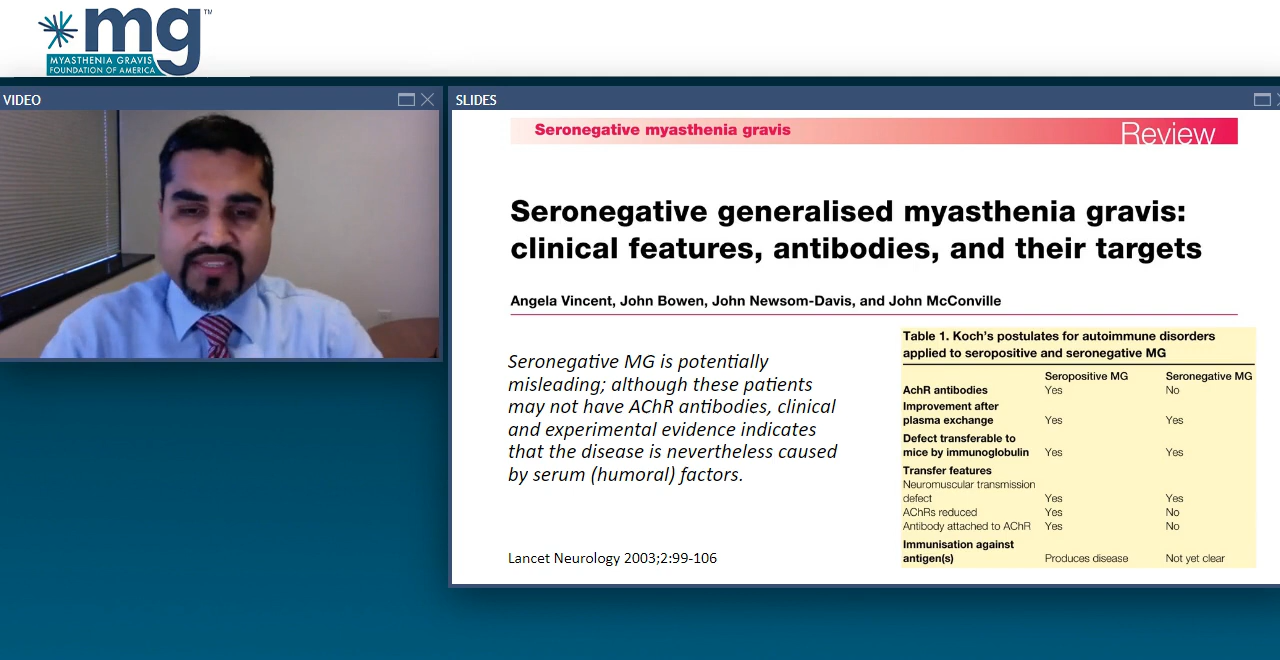 mg™
MYASTHENIA GRAVIS
FOUNDATION OF AMERICA
VIDEO
SLIDES
Seronegative myasthenia gravis
Review
Seronegative generalised myasthenia gravis:
clinical features, antibodies, and their targets
Angela Vincent, John Bowen, John Newsom-Davis, and John McConville
Seronegative MG is potentially
misleading; although these patients
may not have AChR antibodies, clinical
and experimental evidence indicates
that the disease is nevertheless caused
by serum (humoral) factors.
Lancet Neurology 2003;2:99-106
Table 1. Koch's postulates for autoimmune disorders
applied to seropositive and seronegative MG
Seropositive MG Seronegative MG
AchR antibodies Yes No
Improvement after
plasma exchange Yes Yes
Defect transferable to
mice by immunoglobulin Yes Yes
Transfer features
Neuromuscular transmission
defect Yes Yes
AChRs reduced Yes No
Antibody attached to AChR Yes No
Immunisation against
antigen(s) Produces disease Not yet clear